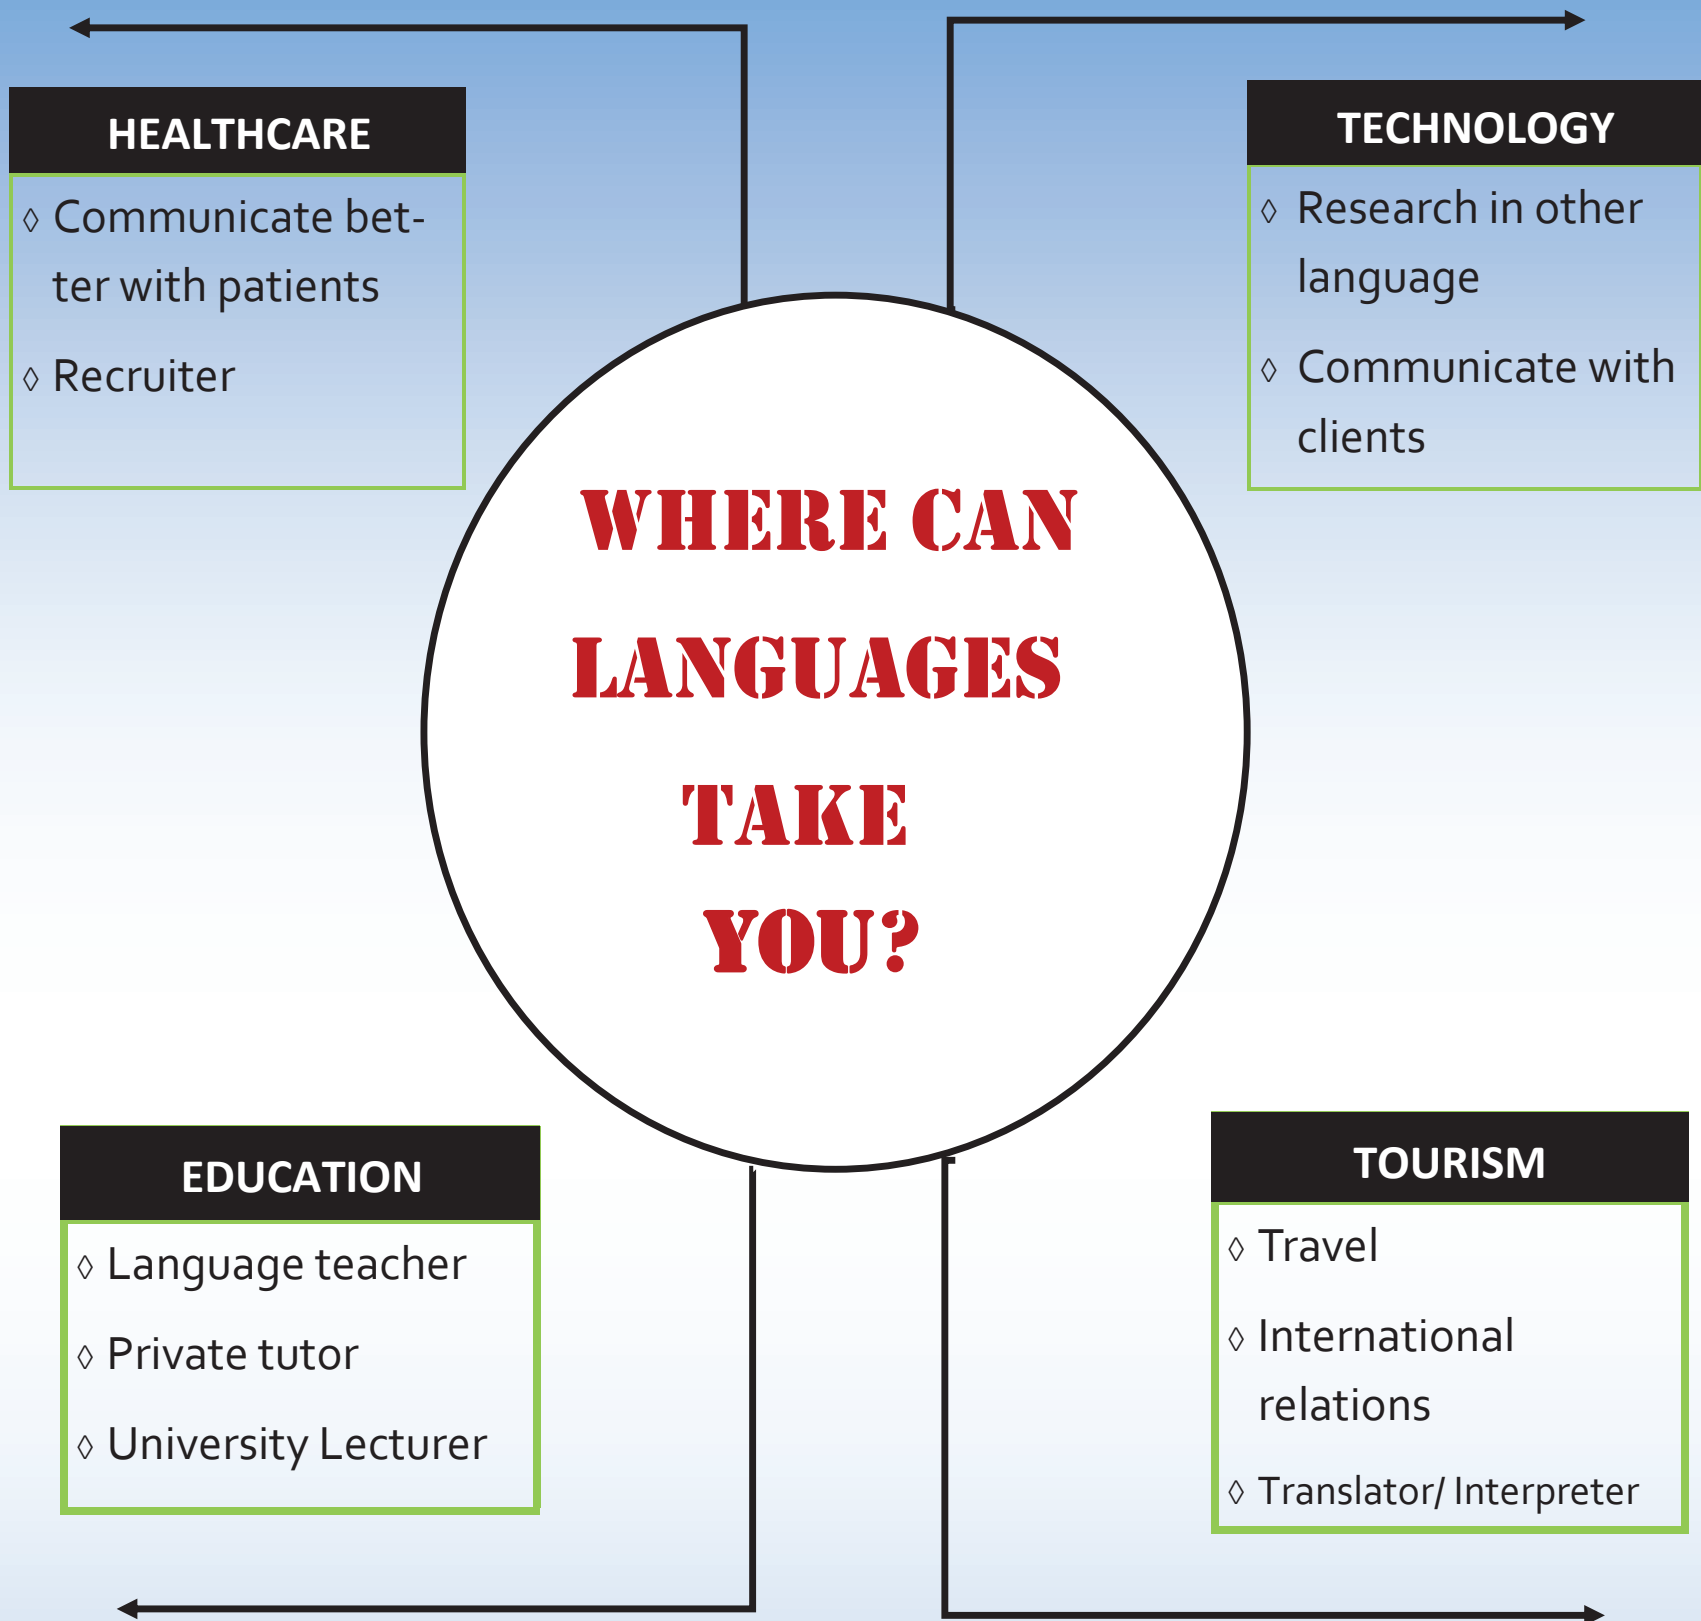 HEALTHCARE
◊ Communicate bet-
ter with patients
◊ Recruiter
TECHNOLOGY
◊ Research in other
language
◊ Communicate with
clients
WHERE CAN
LANGUAGES
TAKE
YOU?
EDUCATION
◊ Language teacher
◊ Private tutor
◊ University Lecturer
TOURISM
◊ Travel
◊ International
relations
◊ Translator/ Interpreter